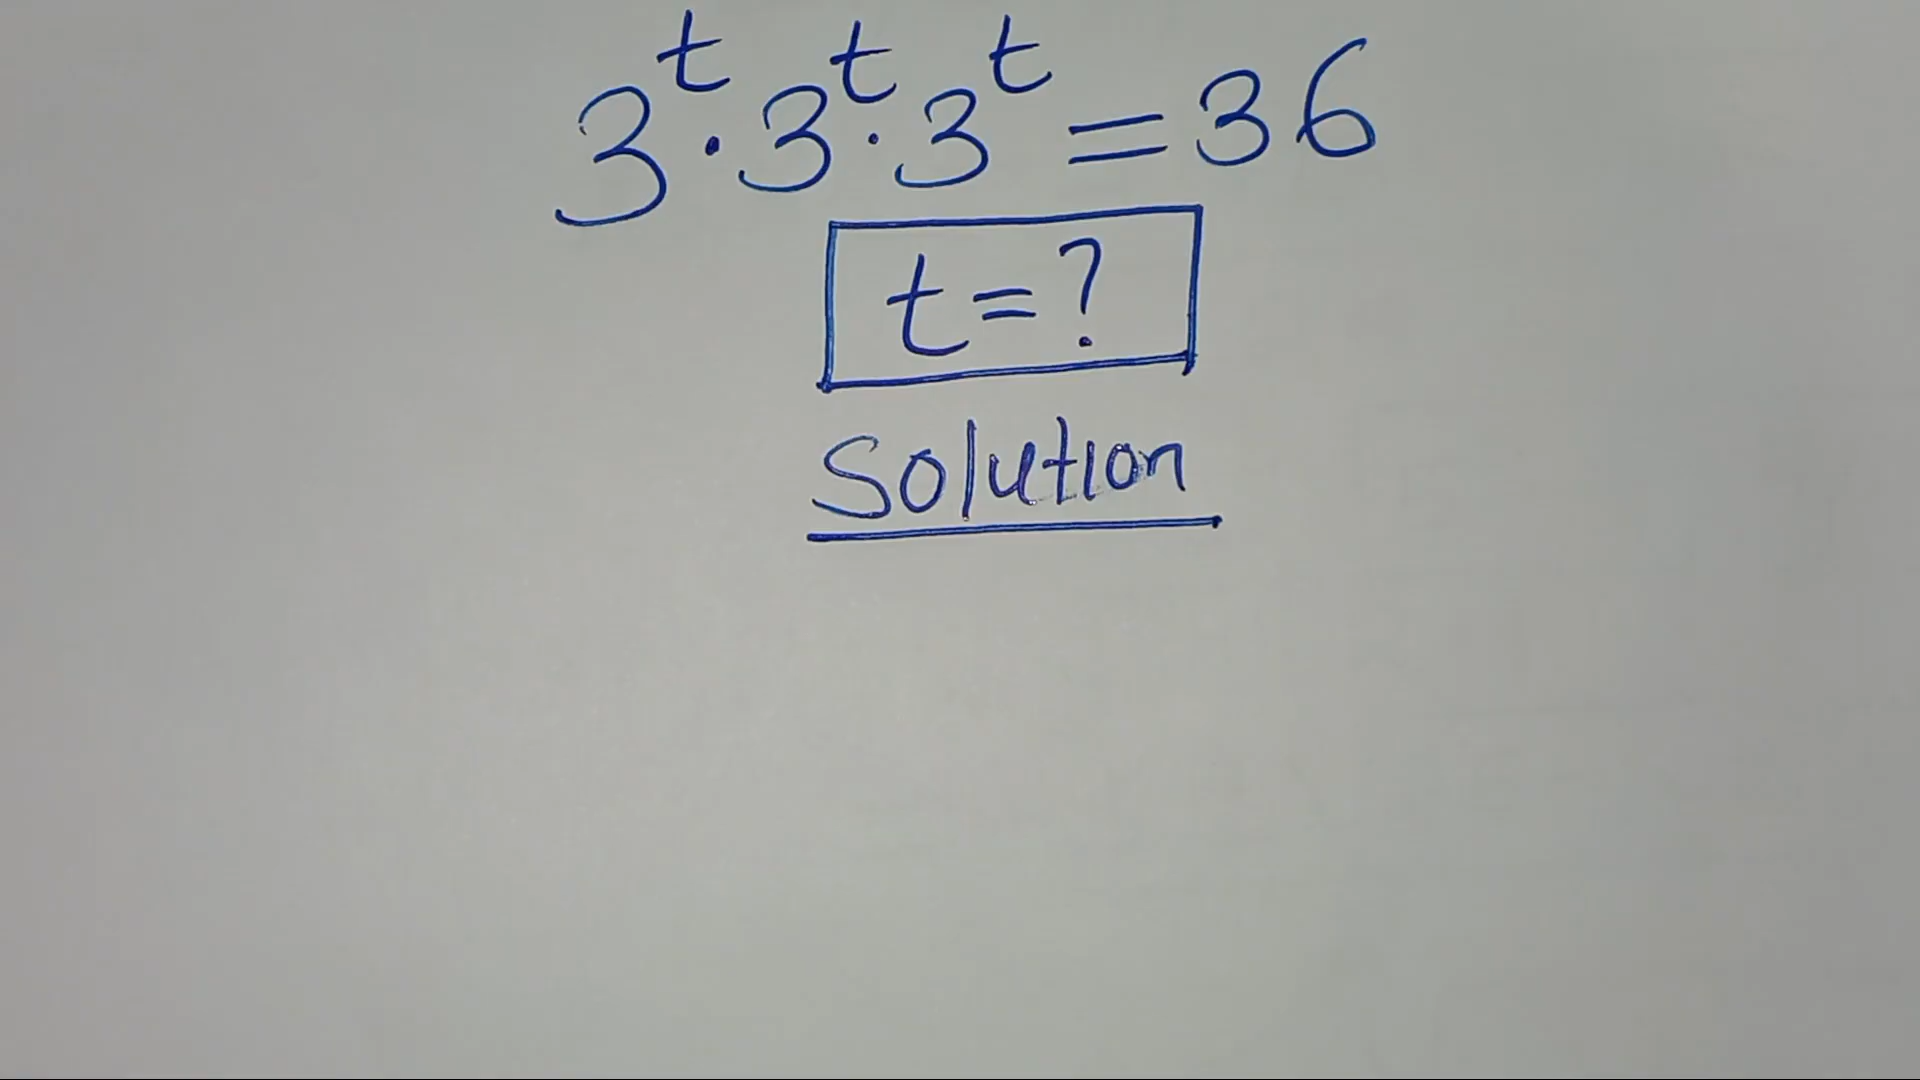 3^t · 3^t · 3^t = 36
t = ?
Solution